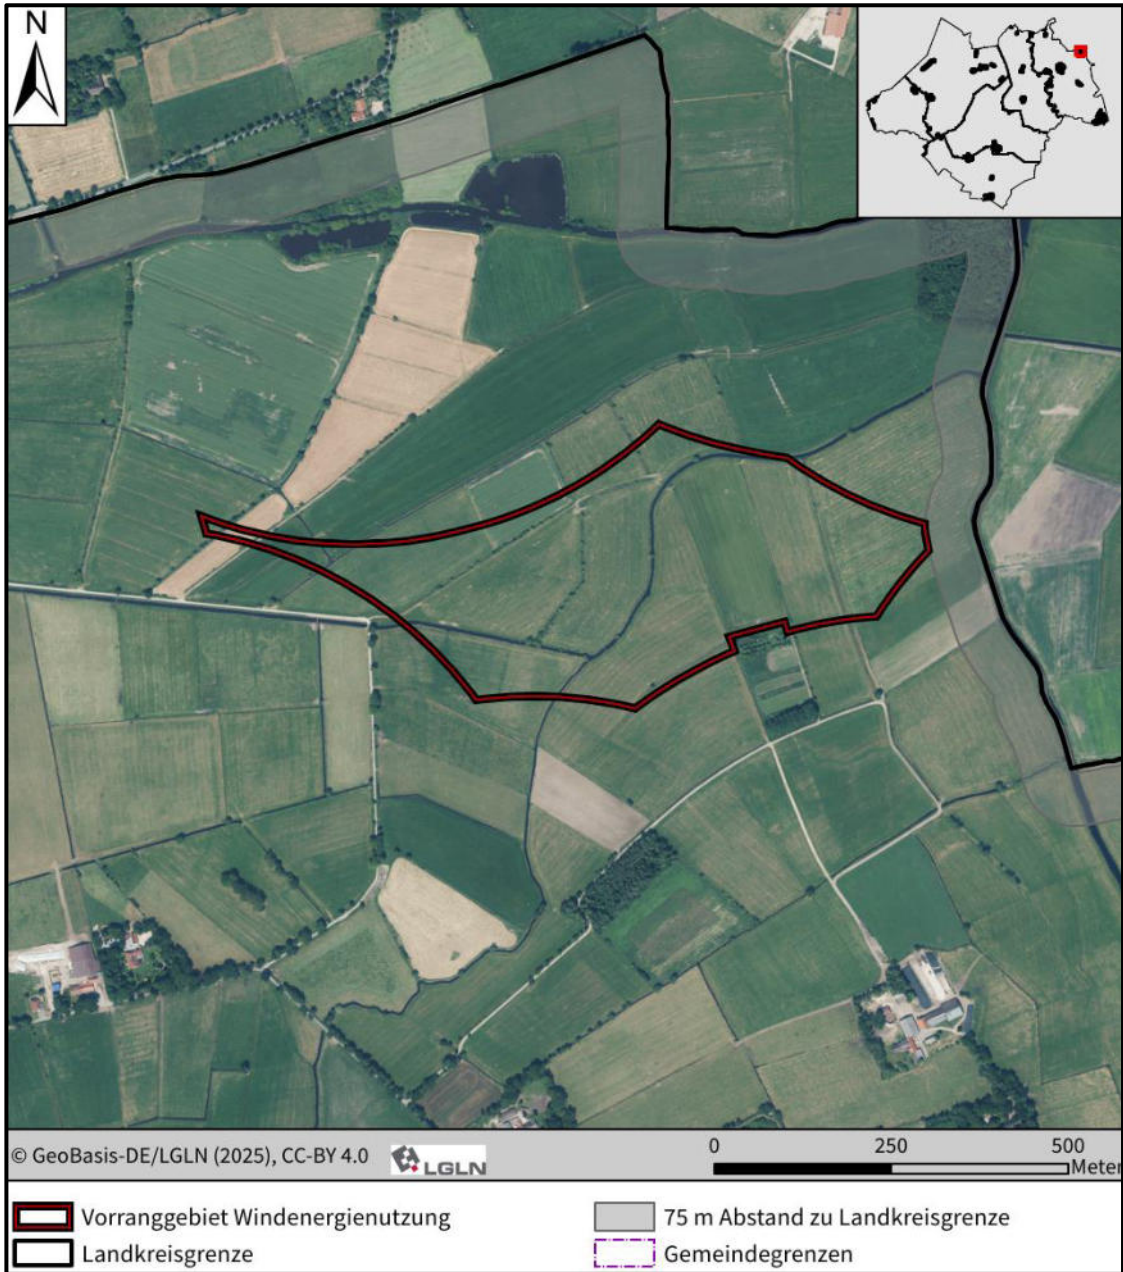 N
© GeoBasis-DE/LGLN (2025), CC-BY 4.0
LGLN
0 250 500
Meter
Vorranggebiet Windenergienutzung
75 m Abstand zu Landkreisgrenze
Landkreisgrenze
Gemeindegrenzen